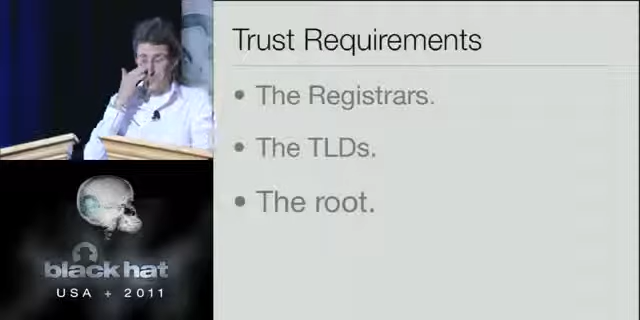 Trust Requirements
• The Registrars.
• The TLDs.
• The root.
black hat
USA + 2011